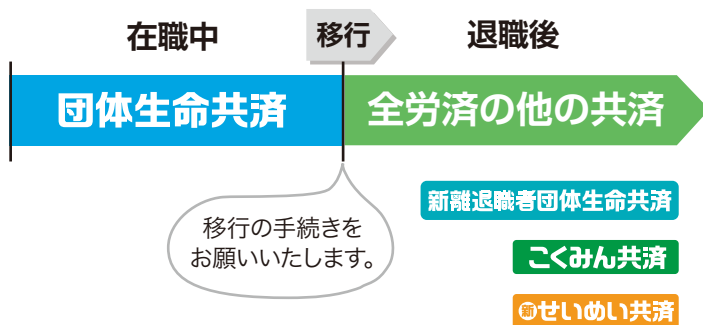 在職中
移行
退職後
団体生命共済
全労済の他の共済
移行の手続きを
お願いいたします。
新離退職者団体生命共済
こくみん共済
新せいめい共済